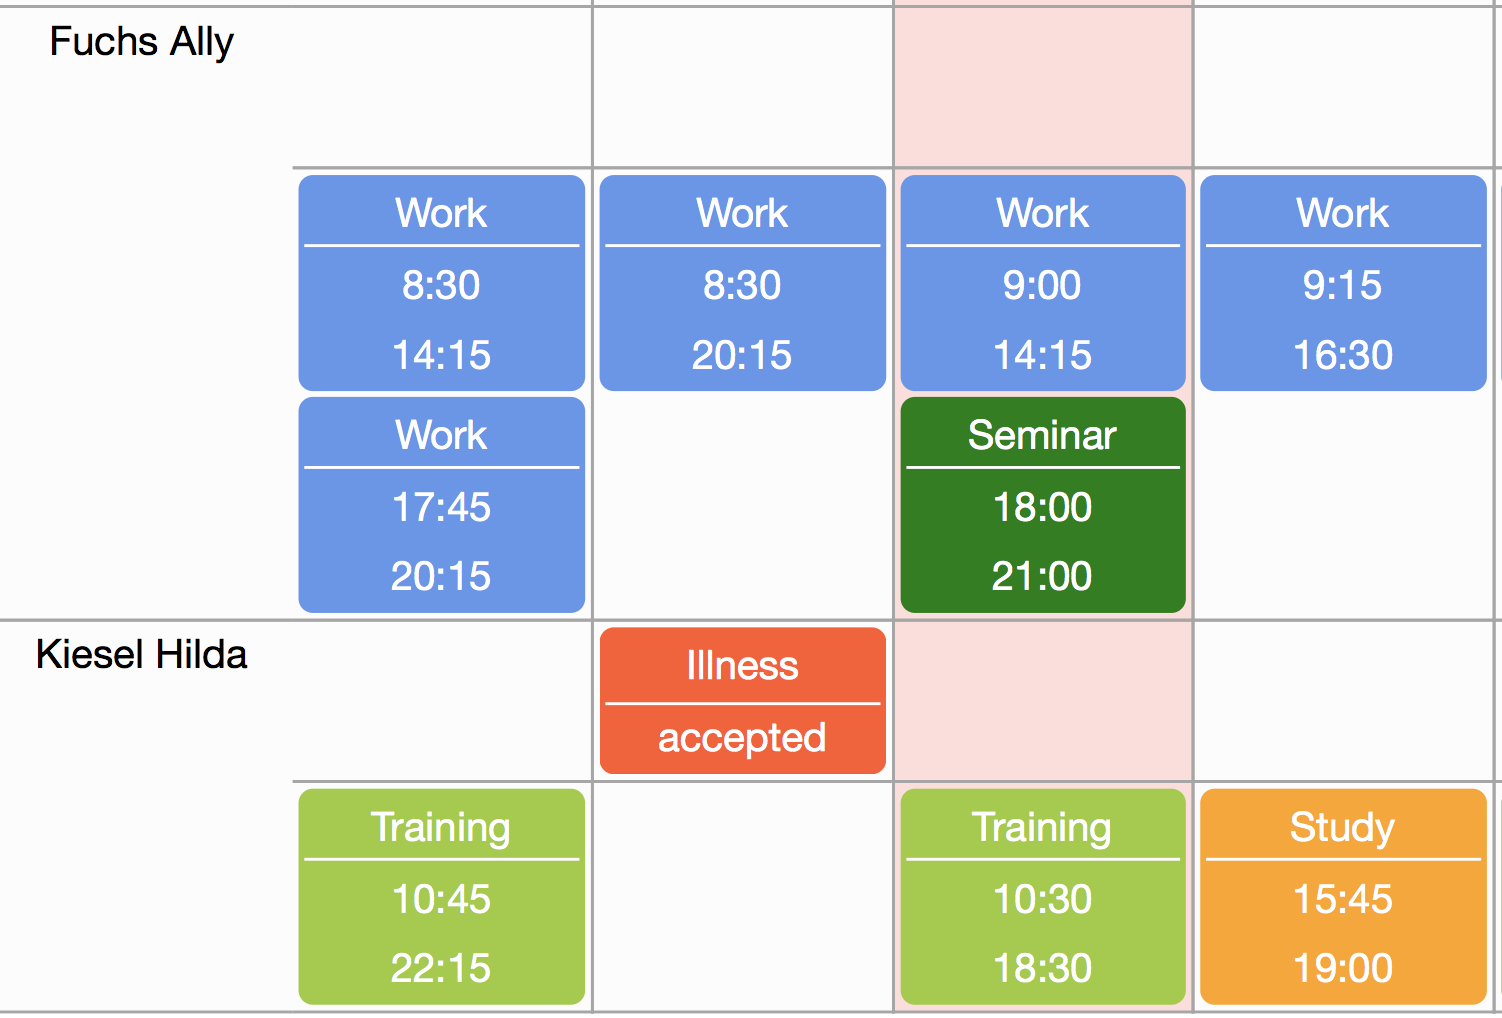 Fuchs Ally
Work
8:30
14:15
Work
8:30
20:15
Work
9:00
14:15
Work
9:15
16:30
Work
17:45
20:15
Seminar
18:00
21:00
Kiesel Hilda
Illness
accepted
Training
10:45
22:15
Training
10:30
18:30
Study
15:45
19:00